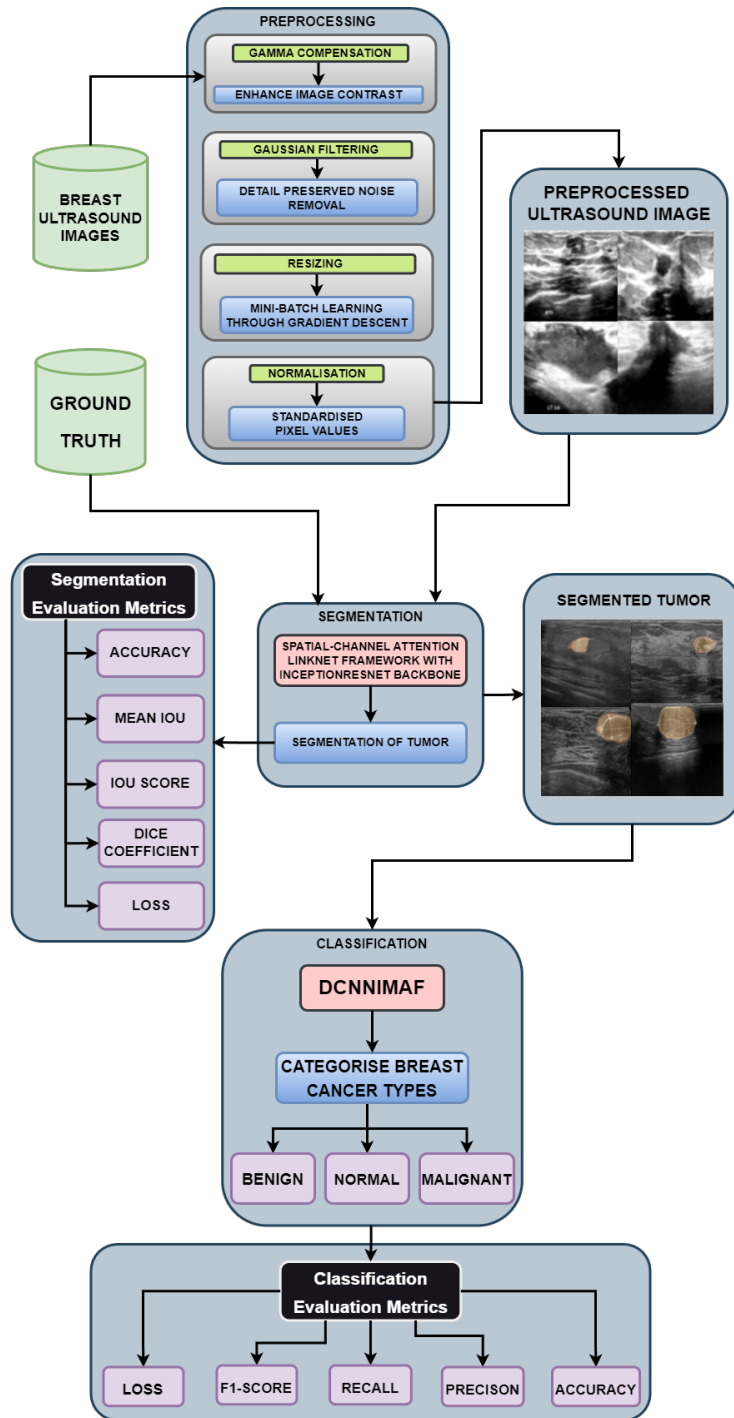 PREPROCESSING
GAMMA COMPENSATION
ENHANCE IMAGE CONTRAST
GAUSSIAN FILTERING
DETAIL PRESERVED NOISE
REMOVAL
RESIZING
MINI-BATCH LEARNING
THROUGH GRADIENT DESCENT
NORMALISATION
STANDARDISED
PIXEL VALUES
BREAST
ULTRASOUND
IMAGES
GROUND
TRUTH
PREPROCESSED
ULTRASOUND IMAGE
Segmentation
Evaluation Metrics
ACCURACY
MEAN IOU
IOU SCORE
DICE
COEFFICIENT
LOSS
SEGMENTATION
SPATIAL-CHANNEL ATTENTION
LINKNET FRAMEWORK WITH
INCEPTIONRESNET BACKBONE
SEGMENTATION OF TUMOR
SEGMENTED TUMOR
CLASSIFICATION
DCNNIMAF
CATEGORISE BREAST
CANCER TYPES
BENIGN
NORMAL
MALIGNANT
Classification
Evaluation Metrics
LOSS
F1-SCORE
RECALL
PRECISON
ACCURACY